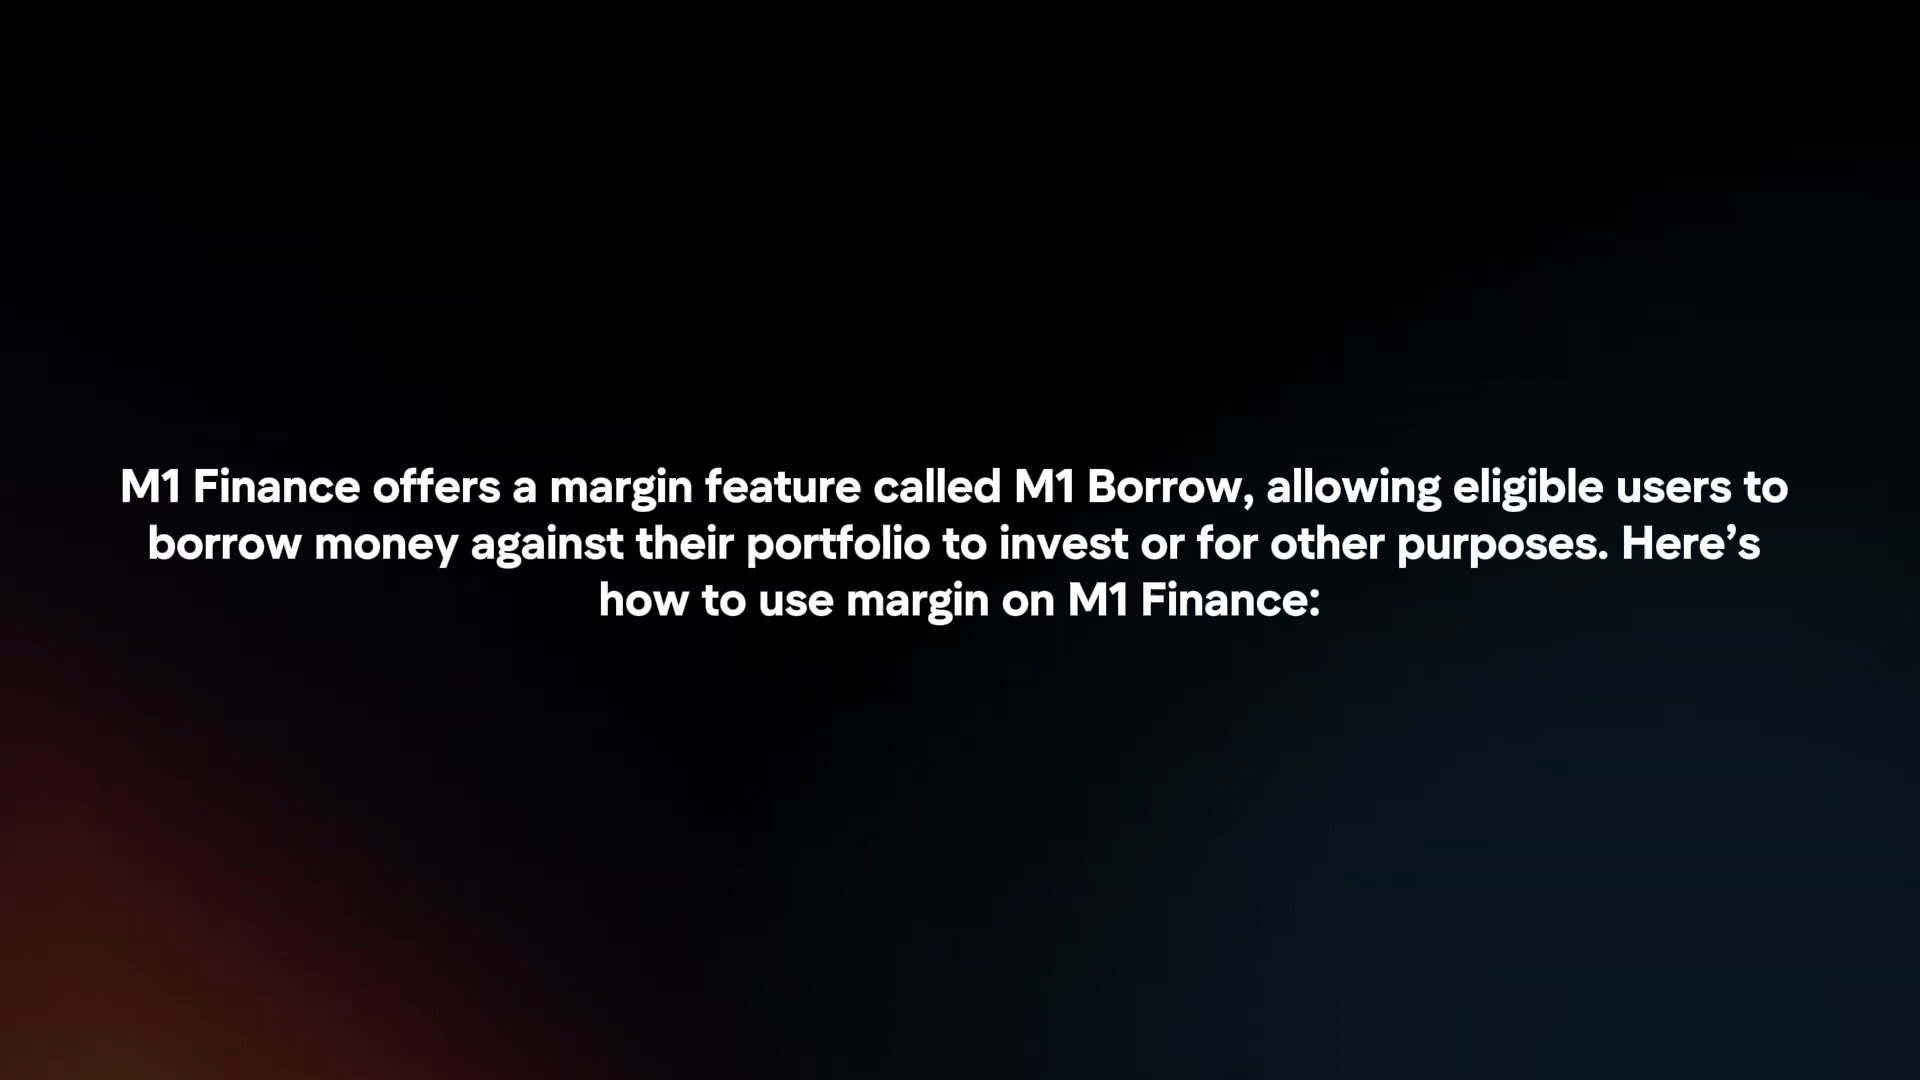 M1 Finance offers a margin feature called M1 Borrow, allowing eligible users to
borrow money against their portfolio to invest or for other purposes. Here’s
how to use margin on M1 Finance: